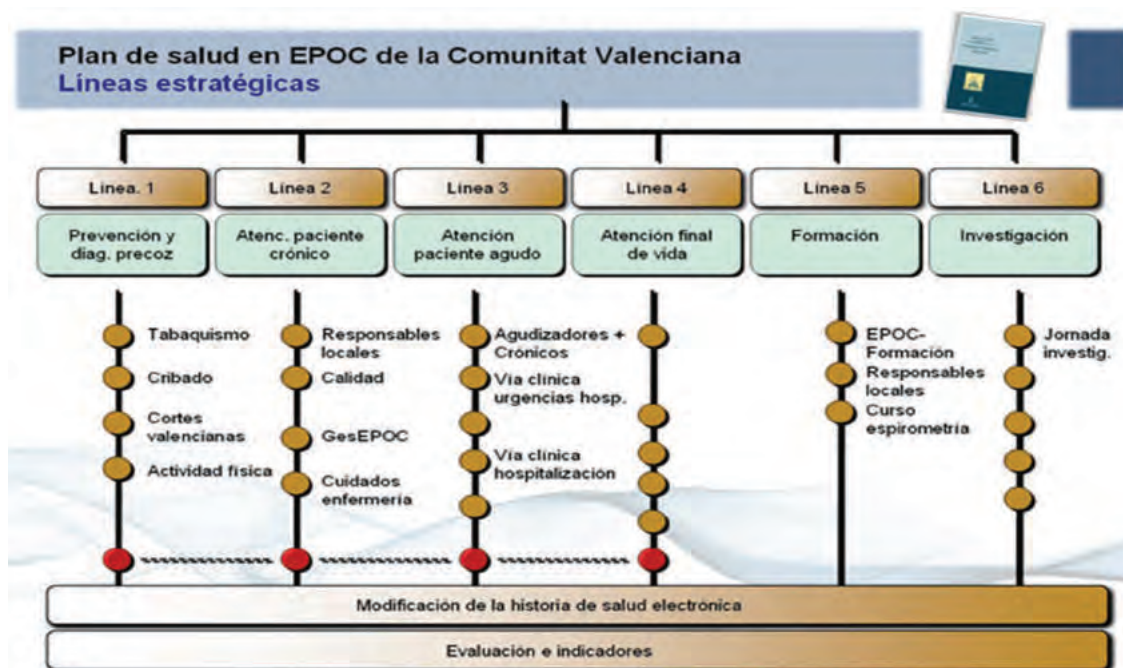 Plan de salud en EPOC de la Comunitat Valenciana
Líneas estratégicas
Línea. 1
Línea 2
Línea 3
Línea 4
Línea 5
Línea 6
Prevención y
diag. precoz
Atenc. paciente
crónico
Atención
paciente agudo
Atención final
de vida
Formación
Investigación
Tabaquismo
Cribado
Cortes
valencianas
Actividad física
Responsables
locales
Calidad
GesEPOC
Cuidados
enfermería
Agudizadores +
Crónicos
Vía clínica
urgencias hosp.
Vía clínica
hospitalización
EPOC-
Formación
Responsables
locales
Curso
espirometría
Jornada
investig.
Modificación de la historia de salud electrónica
Evaluación e indicadores